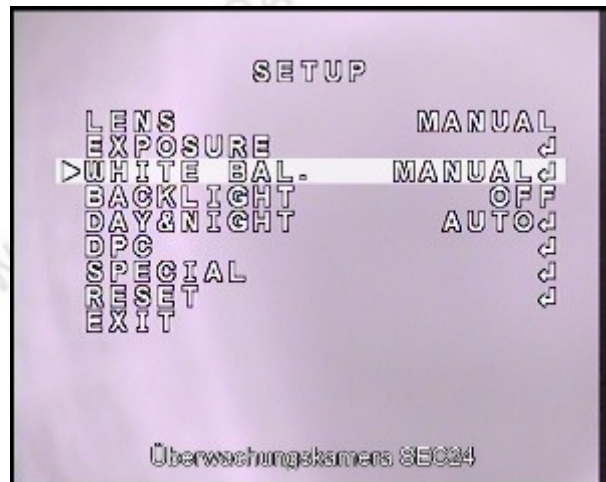 SETUP
LENS MANUAL
EXPOSURE ↲
>WHITE BAL. MANUAL↲
BACKLIGHT OFF
DAY&NIGHT AUTO↲
DPC ↲
SPECIAL ↲
RESET ↲
EXIT
Überwachungskamera SEC24